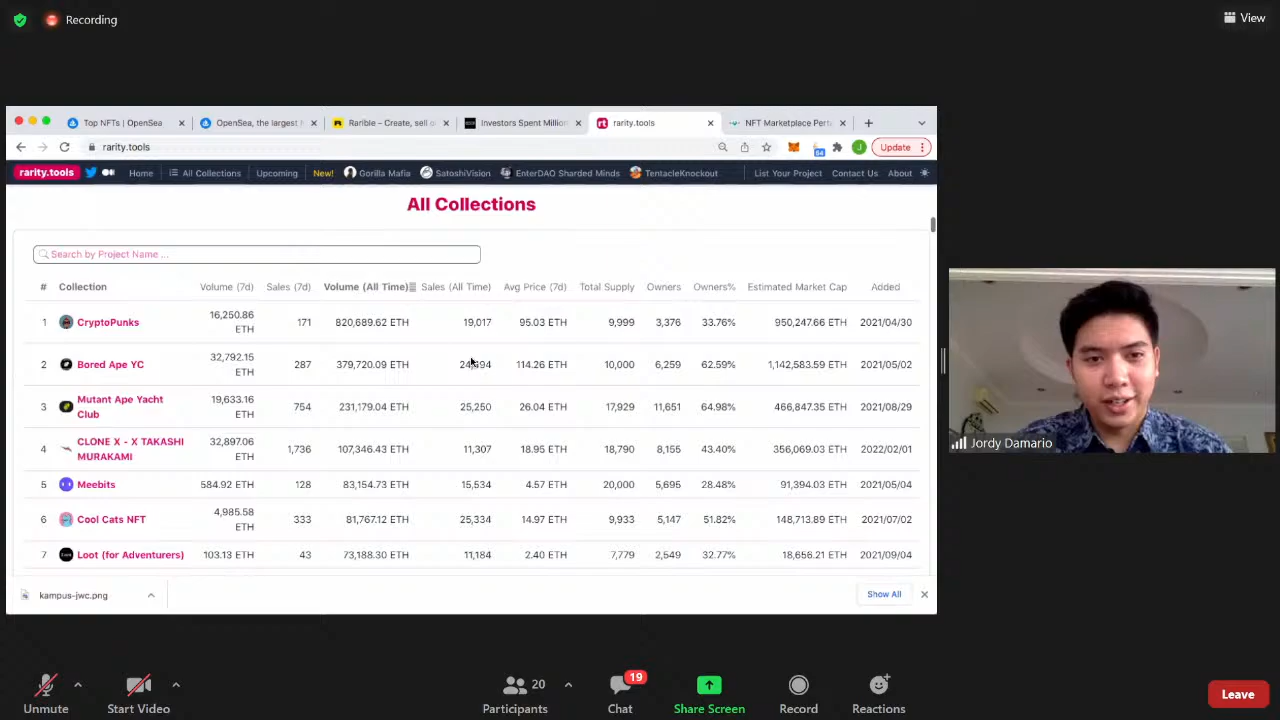 Recording
View
Top NFTs | OpenSea
OpenSea, the largest
Rarible – Create, sell o
Investors Spent Million
rarity.tools
NFT Marketplace Per
rarity.tools
Update
rarity.tools
Home
All Collections
Upcoming
New!
Gorilla Mafia
SatoshiVision
EnterDAO Sharded Minds
TentacleKnockout
List Your Project
Contact Us
About
All Collections
Search by Project Name ...
# Collection Volume (7d) Sales (7d) Volume (All Time) Sales (All Time) Avg Price (7d) Total Supply Owners Owners% Estimated Market Cap Added
1 CryptoPunks 16,250.86 ETH 171 820,689.62 ETH 19,017 95.03 ETH 9,999 3,376 33.76% 950,247.66 ETH 2021/04/30
2 Bored Ape YC 32,792.15 ETH 287 379,720.09 ETH 114.26 ETH 10,000 6,259 62.59% 1,142,583.59 ETH 2021/05/02
3 Mutant Ape Yacht Club 19,633.16 ETH 754 231,179.04 ETH 25,250 26.04 ETH 17,929 11,651 64.98% 466,847.35 ETH 2021/08/29
4 CLONE X - X TAKASHI MURAKAMI 32,897.06 ETH 1,736 107,346.43 ETH 11,307 18.95 ETH 18,790 8,155 43.40% 356,069.03 ETH 2022/02/01
5 Meebits 584.92 ETH 128 83,154.73 ETH 15,534 4.57 ETH 20,000 5,695 28.48% 91,394.03 ETH 2021/05/04
6 Cool Cats NFT 4,985.58 ETH 333 81,767.12 ETH 25,334 14.97 ETH 9,933 5,147 51.82% 148,713.89 ETH 2021/07/02
7 Loot (for Adventurers) 103.13 ETH 43 73,188.30 ETH 11,184 2.40 ETH 7,779 2,549 32.77% 18,656.21 ETH 2021/09/04
kampus-jwc.png
Show All
Jordy Damario
Unmute
Start Video
20
Participants
19
Chat
Share Screen
Record
Reactions
Leave